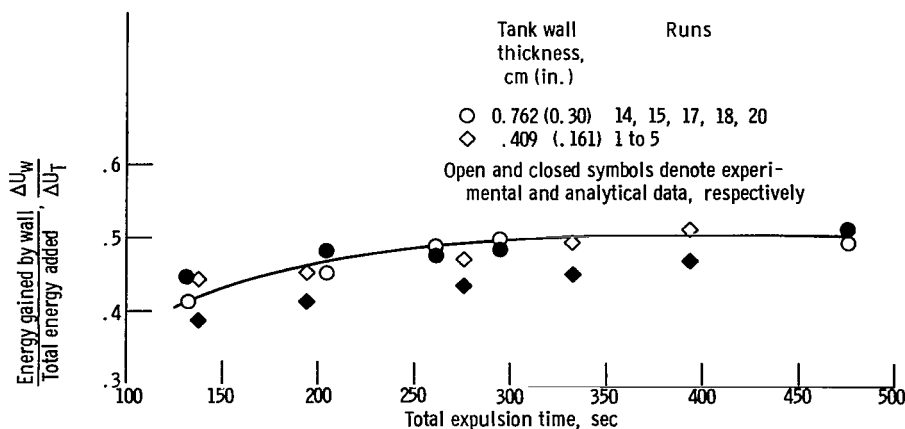 Tank wall
thickness,
cm (in.)
Runs
0.762 (0.30) 14, 15, 17, 18, 20
.409 (.161) 1 to 5
Open and closed symbols denote experi-
mental and analytical data, respectively
Energy gained by wall
Total energy added
, ΔU_W
ΔU_T
.6
.5
.4
.3
100 150 200 250 300 350 400 450 500
Total expulsion time, sec